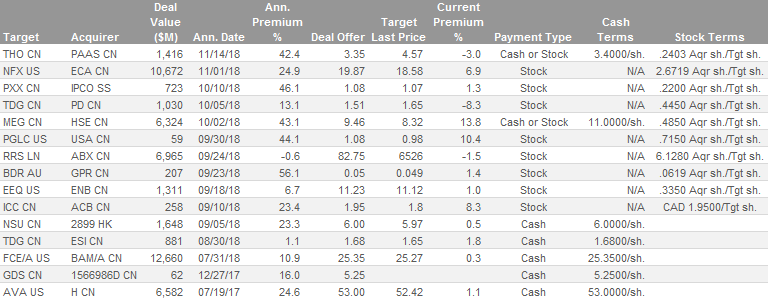 Deal Ann. Target Current
Value Premium Premium Cash
Target Acquirer ($M) Ann. Date % Deal Offer Last Price % Payment Type Terms Stock Terms
THO CN PAAS CN 1,416 11/14/18 42.4 3.35 4.57 -3.0 Cash or Stock 3.4000/sh. .2403 Aqr sh./Tgt sh.
NFX US ECA CN 10,672 11/01/18 24.9 19.87 18.58 6.9 Stock N/A 2.6719 Aqr sh./Tgt sh.
PXX CN IPCO SS 723 10/10/18 46.1 1.08 1.07 1.3 Stock N/A .2200 Aqr sh./Tgt sh.
TDG CN PD CN 1,030 10/05/18 13.1 1.51 1.65 -8.3 Stock N/A .4450 Aqr sh./Tgt sh.
MEG CN HSE CN 6,324 10/02/18 43.1 9.46 8.32 13.8 Cash or Stock 11.0000/sh. .4850 Aqr sh./Tgt sh.
PGLC US USA CN 59 09/30/18 44.1 1.08 0.98 10.4 Stock N/A .7150 Aqr sh./Tgt sh.
RRS LN ABX CN 6,965 09/24/18 -0.6 82.75 6526 -1.5 Stock N/A 6.1280 Aqr sh./Tgt sh.
BDR AU GPR CN 207 09/23/18 56.1 0.05 0.049 1.4 Stock N/A .0619 Aqr sh./Tgt sh.
EEQ US ENB CN 1,311 09/18/18 6.7 11.23 11.12 1.0 Stock N/A .3350 Aqr sh./Tgt sh.
ICC CN ACB CN 258 09/10/18 23.4 1.95 1.8 8.3 Stock N/A CAD 1.9500/Tgt sh.
NSU CN 2899 HK 1,648 09/05/18 23.3 6.00 5.97 0.5 Cash 6.0000/sh.
TDG CN ESI CN 881 08/30/18 1.1 1.68 1.65 1.8 Cash 1.6800/sh.
FCE/A US BAM/A CN 12,660 07/31/18 10.9 25.35 25.27 0.3 Cash 25.3500/sh.
GDS CN 1566986D CN 62 12/27/17 16.0 5.25 Cash 5.2500/sh.
AVA US H CN 6,582 07/19/17 24.6 53.00 52.42 1.1 Cash 53.0000/sh.